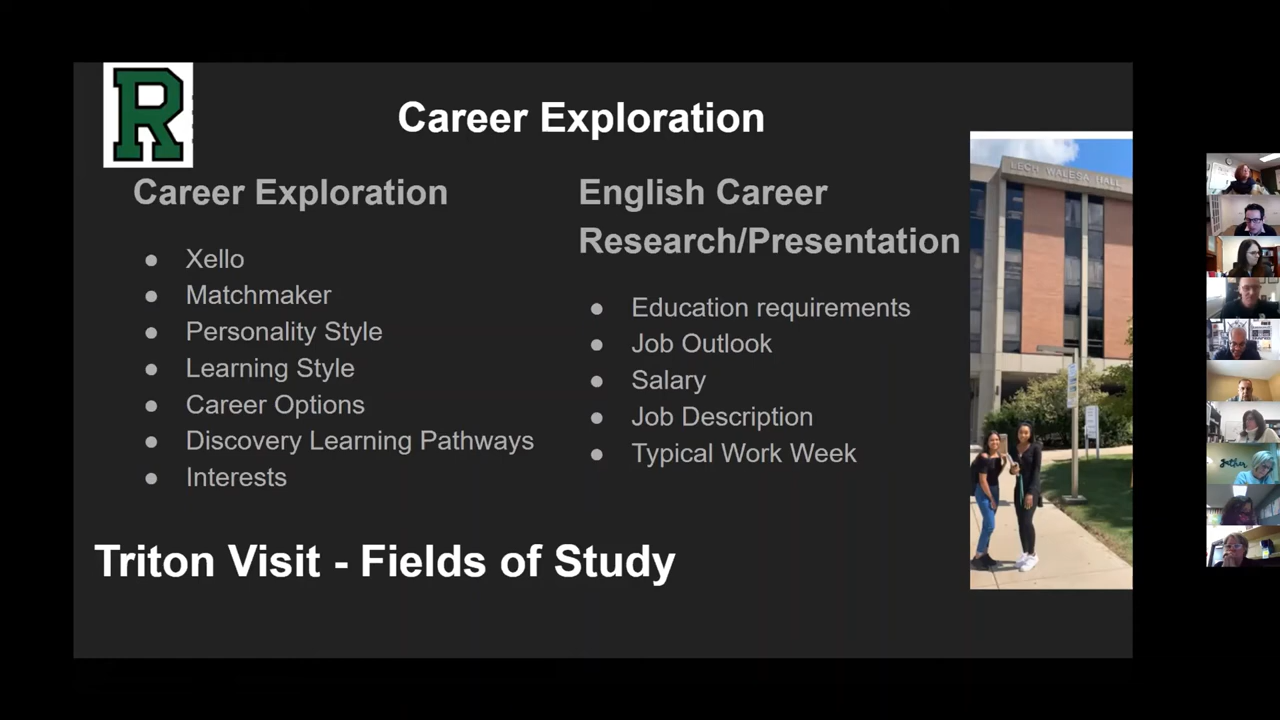 R
Career Exploration
Career Exploration
Xello
Matchmaker
Personality Style
Learning Style
Career Options
Discovery Learning Pathways
Interests
English Career
Research/Presentation
Education requirements
Job Outlook
Salary
Job Description
Typical Work Week
Triton Visit - Fields of Study
LECH WALESA HALL
gather